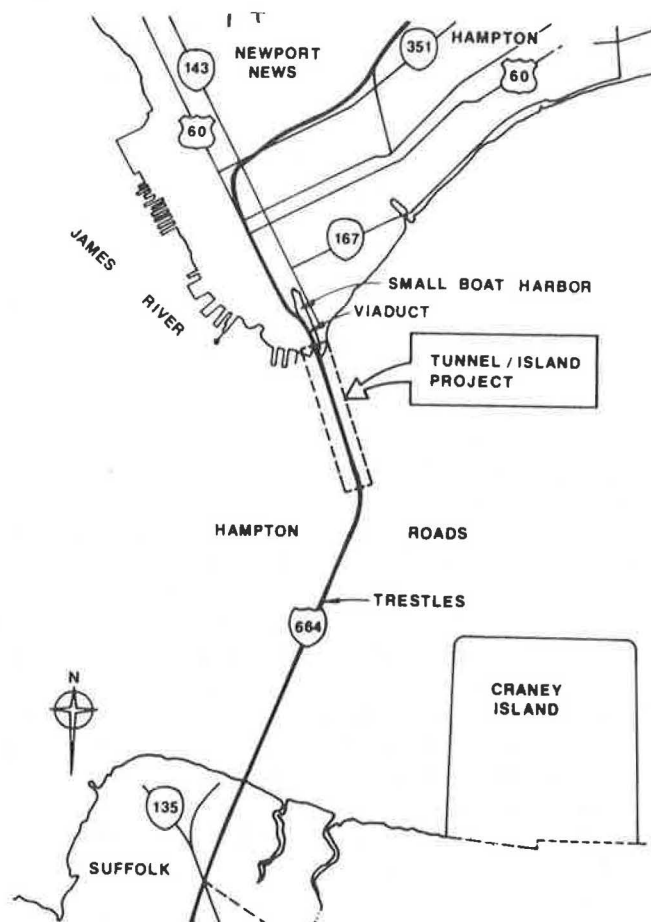 NEWPORT
NEWS
143
351
HAMPTON
60
60
JAMES
RIVER
167
SMALL BOAT HARBOR
VIADUCT
TUNNEL / ISLAND
PROJECT
HAMPTON ROADS
TRESTLES
664
N
CRANEY
ISLAND
135
SUFFOLK